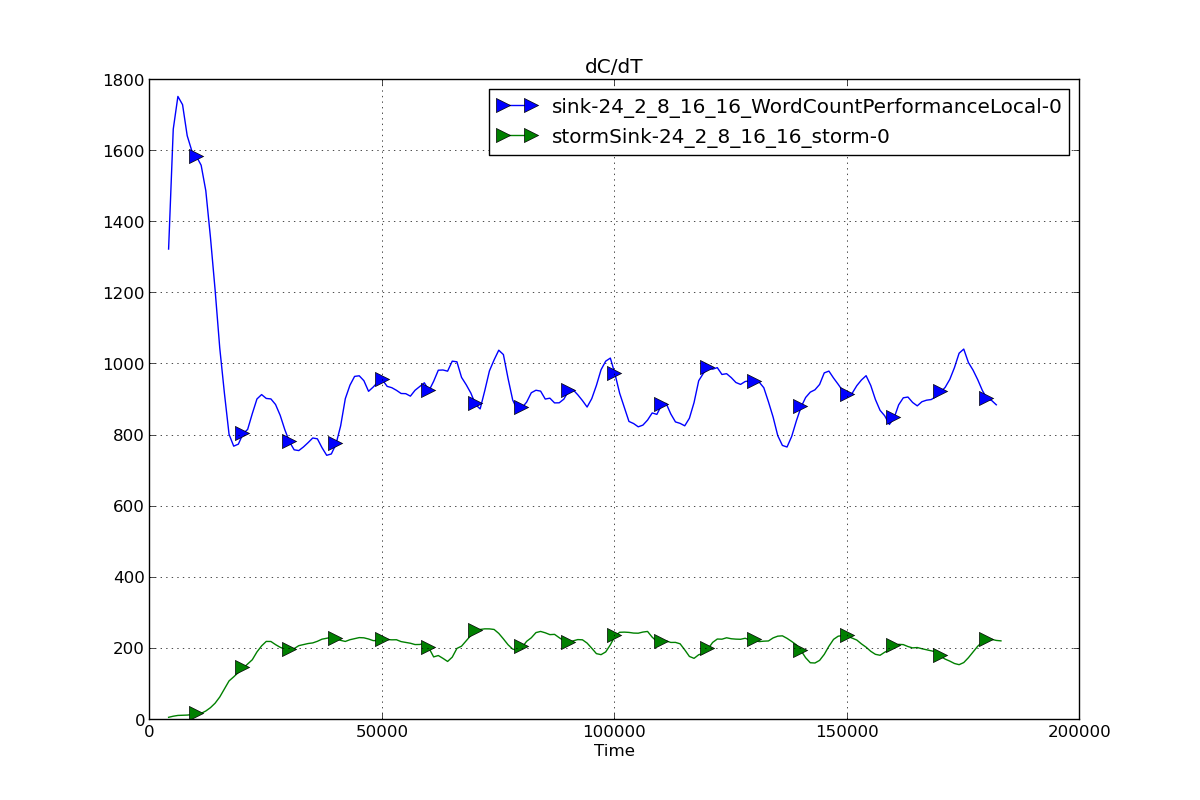 dC/dT
sink-24_2_8_16_16_WordCountPerformanceLocal-0
stormSink-24_2_8_16_16_storm-0
1800
1600
1400
1200
1000
800
600
400
200
0
0 50000 100000 150000 200000
Time